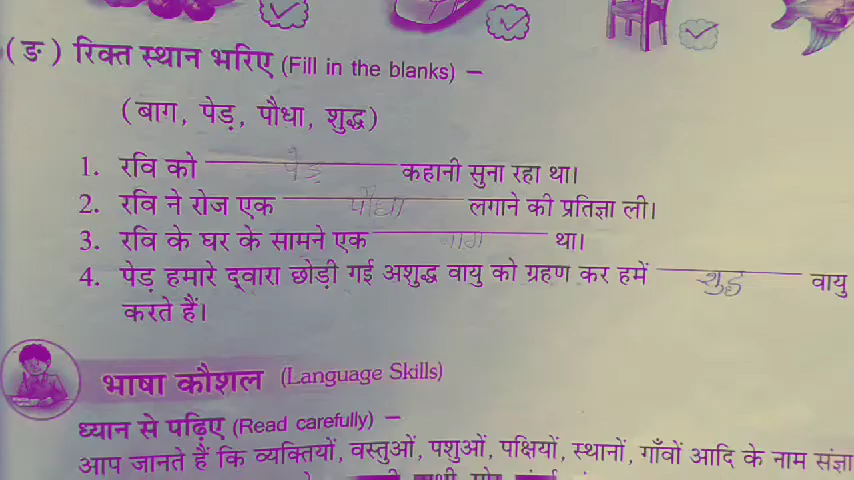 (ङ) रिक्त स्थान भरिए (Fill in the blanks) –
(बाग, पेड़, पौधा, शुद्ध)
1. रवि को पेड़ कहानी सुना रहा था।
2. रवि ने रोज एक पौधा लगाने की प्रतिज्ञा ली।
3. रवि के घर के सामने एक बाग था।
4. पेड़ हमारे द्वारा छोड़ी गई अशुद्ध वायु को ग्रहण कर हमें शुद्ध वायु
करते हैं।
भाषा कौशल (Language Skills)
ध्यान से पढ़िए (Read carefully) –
आप जानते हैं कि व्यक्तियों, वस्तुओं, पशुओं, पक्षियों, स्थानों, गाँवों आदि के नाम संज्ञा